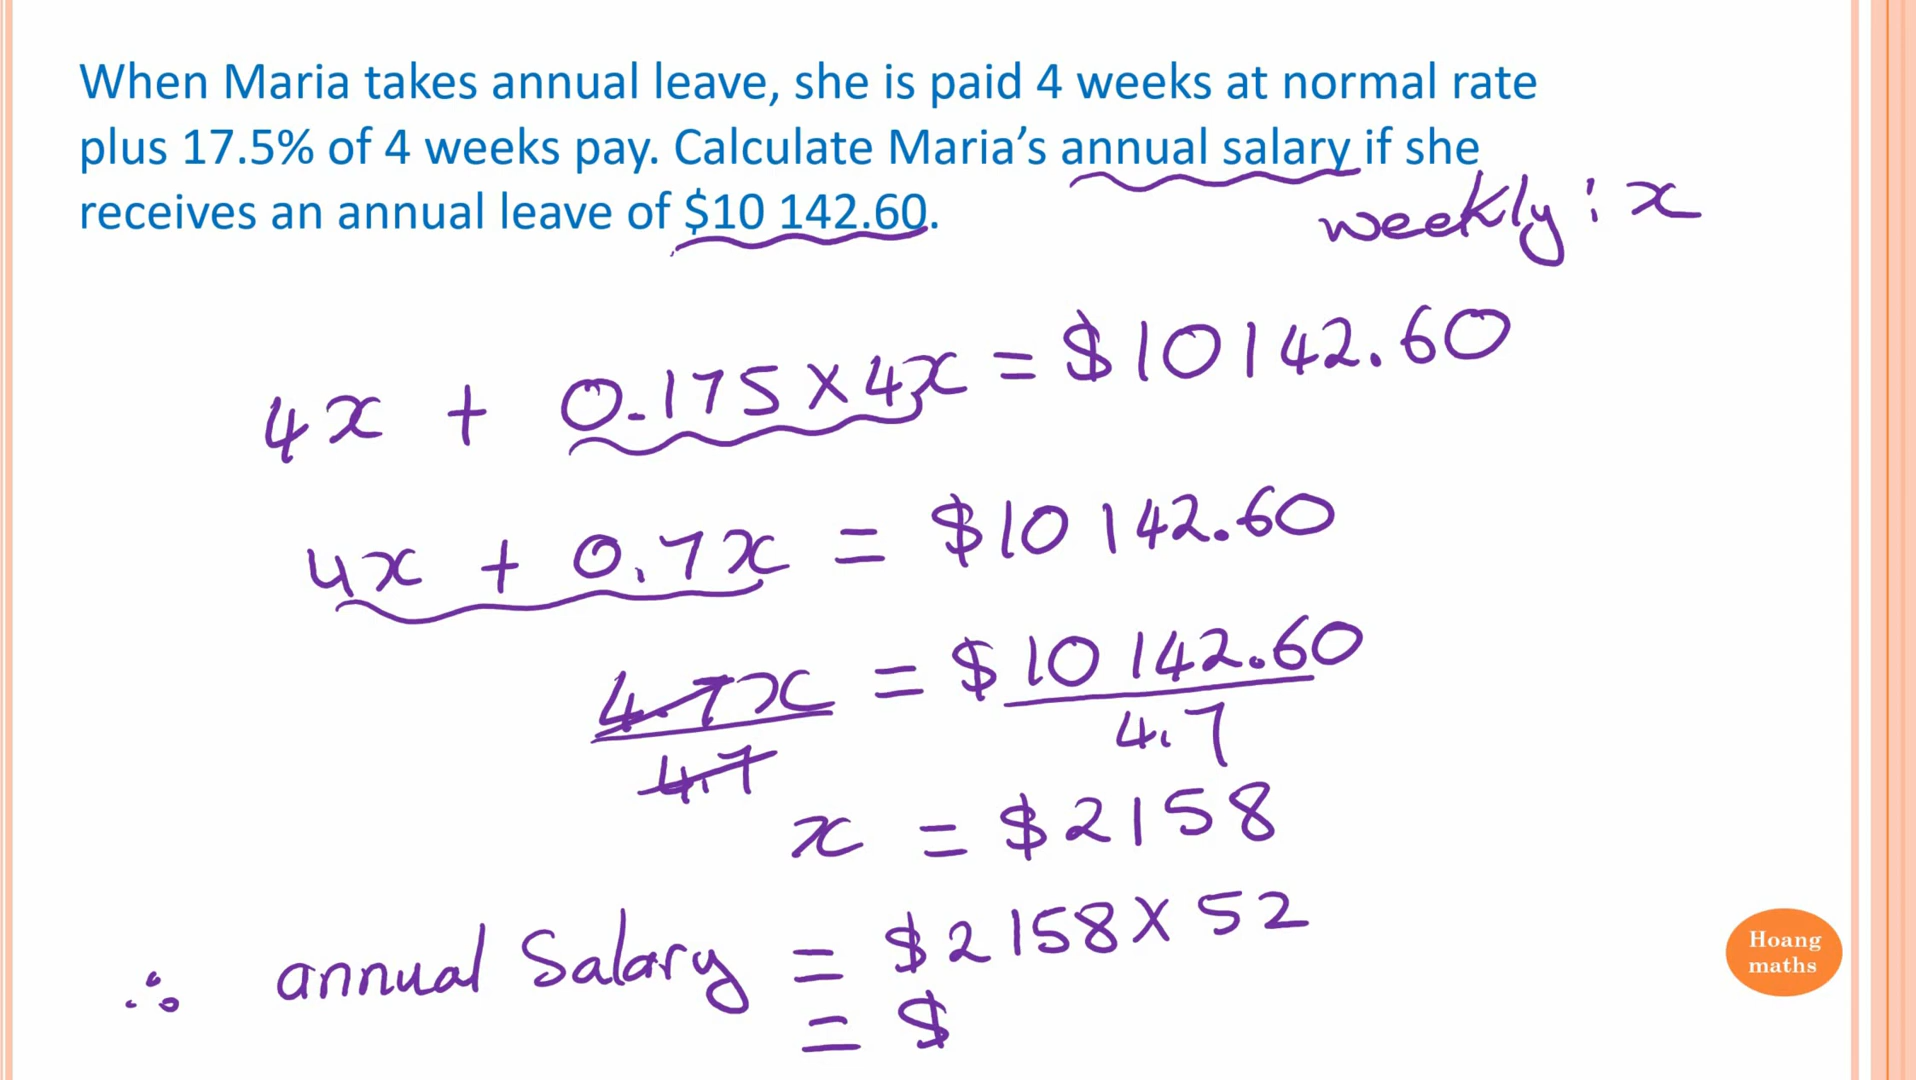 When Maria takes annual leave, she is paid 4 weeks at normal rate
plus 17.5% of 4 weeks pay. Calculate Maria's annual salary if she
receives an annual leave of $10 142.60.
weekly : x
4x + 0.175 × 4x = $10142.60
4x + 0.7x = $10 142.60
4.7x = $10 142.60
4.7 4.7
x = $2158
∴ annual Salary = $2158 × 52
= $
Hoang
maths